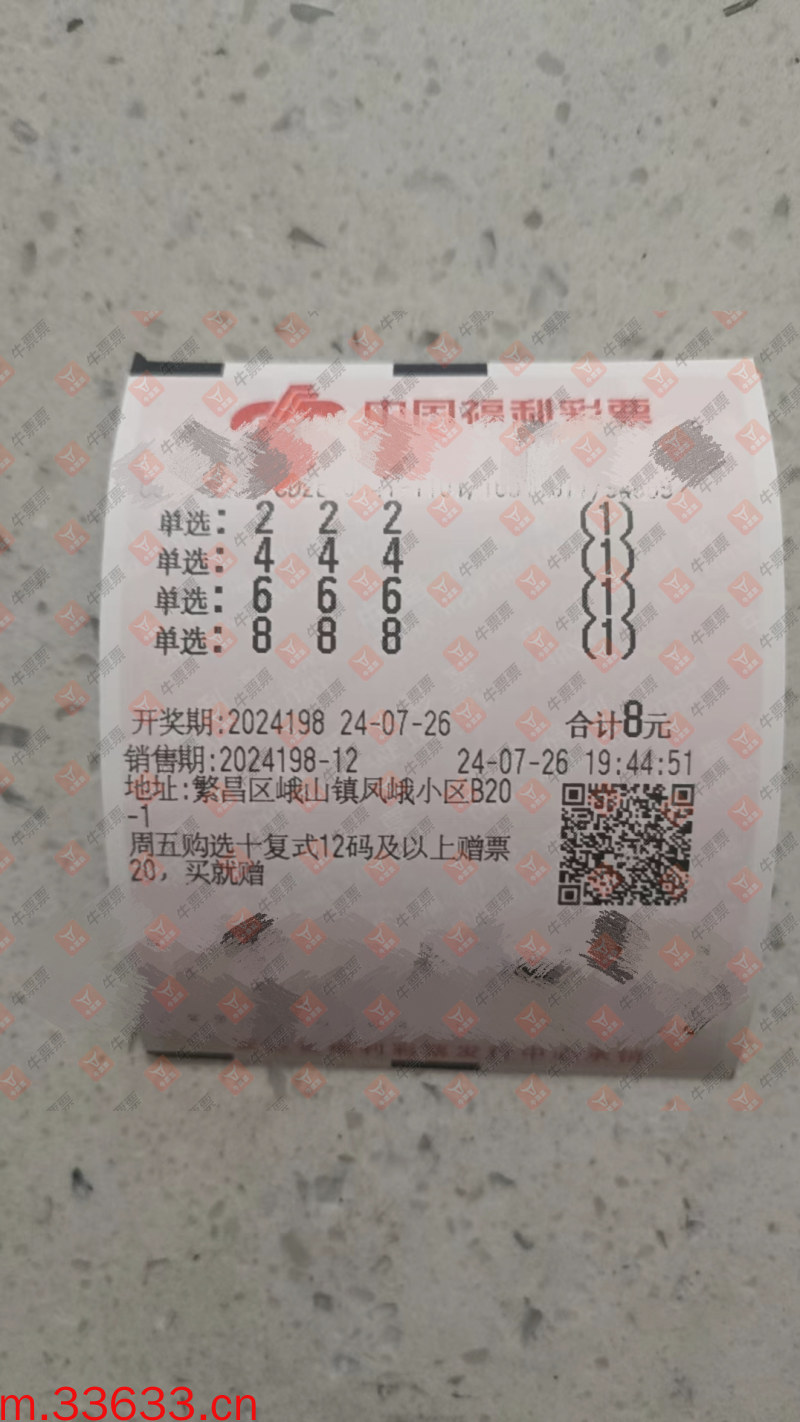 中国福利彩票
单选: 2 2 2 (1)
单选: 4 4 4 (1)
单选: 6 6 6 (1)
单选: 8 8 8 (1)
开奖期:2024198 24-07-26 合计8元
销售期:2024198-12 24-07-26 19:44:51
地址:繁昌区峨山镇凤峨小区B20
-1
周五购选十复式12码及以上赠票
20, 买就赠
牛票票
m.33633.cn